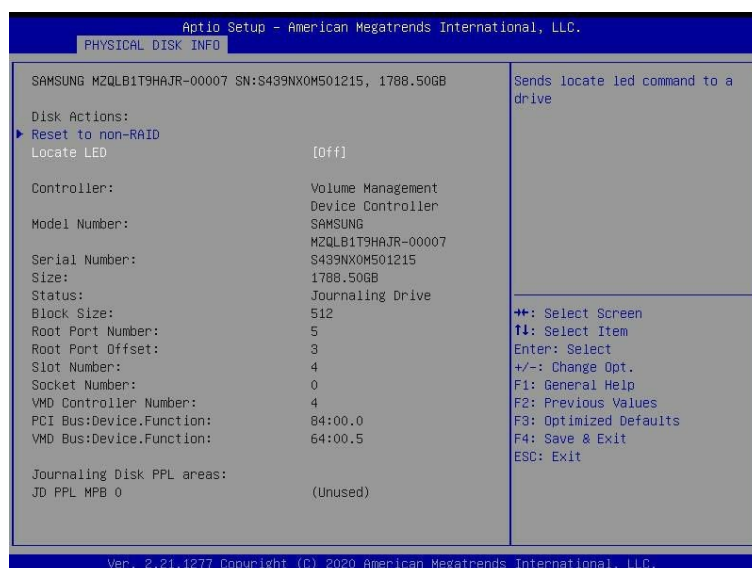 Aptio Setup - American Megatrends International, LLC.
PHYSICAL DISK INFO
SAMSUNG MZQLB1T9HAJR-00007 SN:S439NX0M501215, 1788.50GB
Disk Actions:
Reset to non-RAID
Locate LED [Off]
Controller: Volume Management
Device Controller
Model Number: SAMSUNG
MZQLB1T9HAJR-00007
Serial Number: S439NX0M501215
Size: 1788.50GB
Status: Journaling Drive
Block Size: 512
Root Port Number: 5
Root Port Offset: 3
Slot Number: 4
Socket Number: 0
VMD Controller Number: 4
PCI Bus:Device.Function: 84:00.0
VMD Bus:Device.Function: 64:00.5
Journaling Disk PPL areas:
JD PPL MPB 0 (Unused)
Sends locate led command to a
drive
→←: Select Screen
↑↓: Select Item
Enter: Select
+/-: Change Opt.
F1: General Help
F2: Previous Values
F3: Optimized Defaults
F4: Save & Exit
ESC: Exit
Ver. 2.21.1277 Copyright (C) 2020 American Megatrends International, LLC.